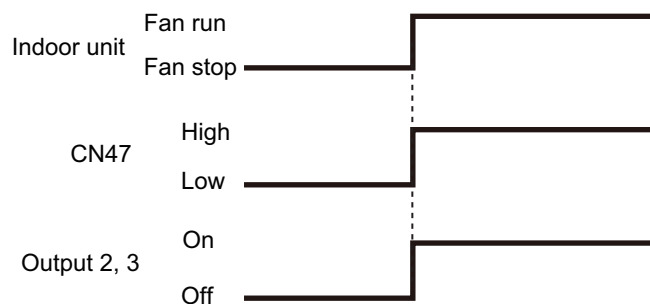 Fan run
Indoor unit
Fan stop
High
CN47
Low
On
Output 2, 3
Off